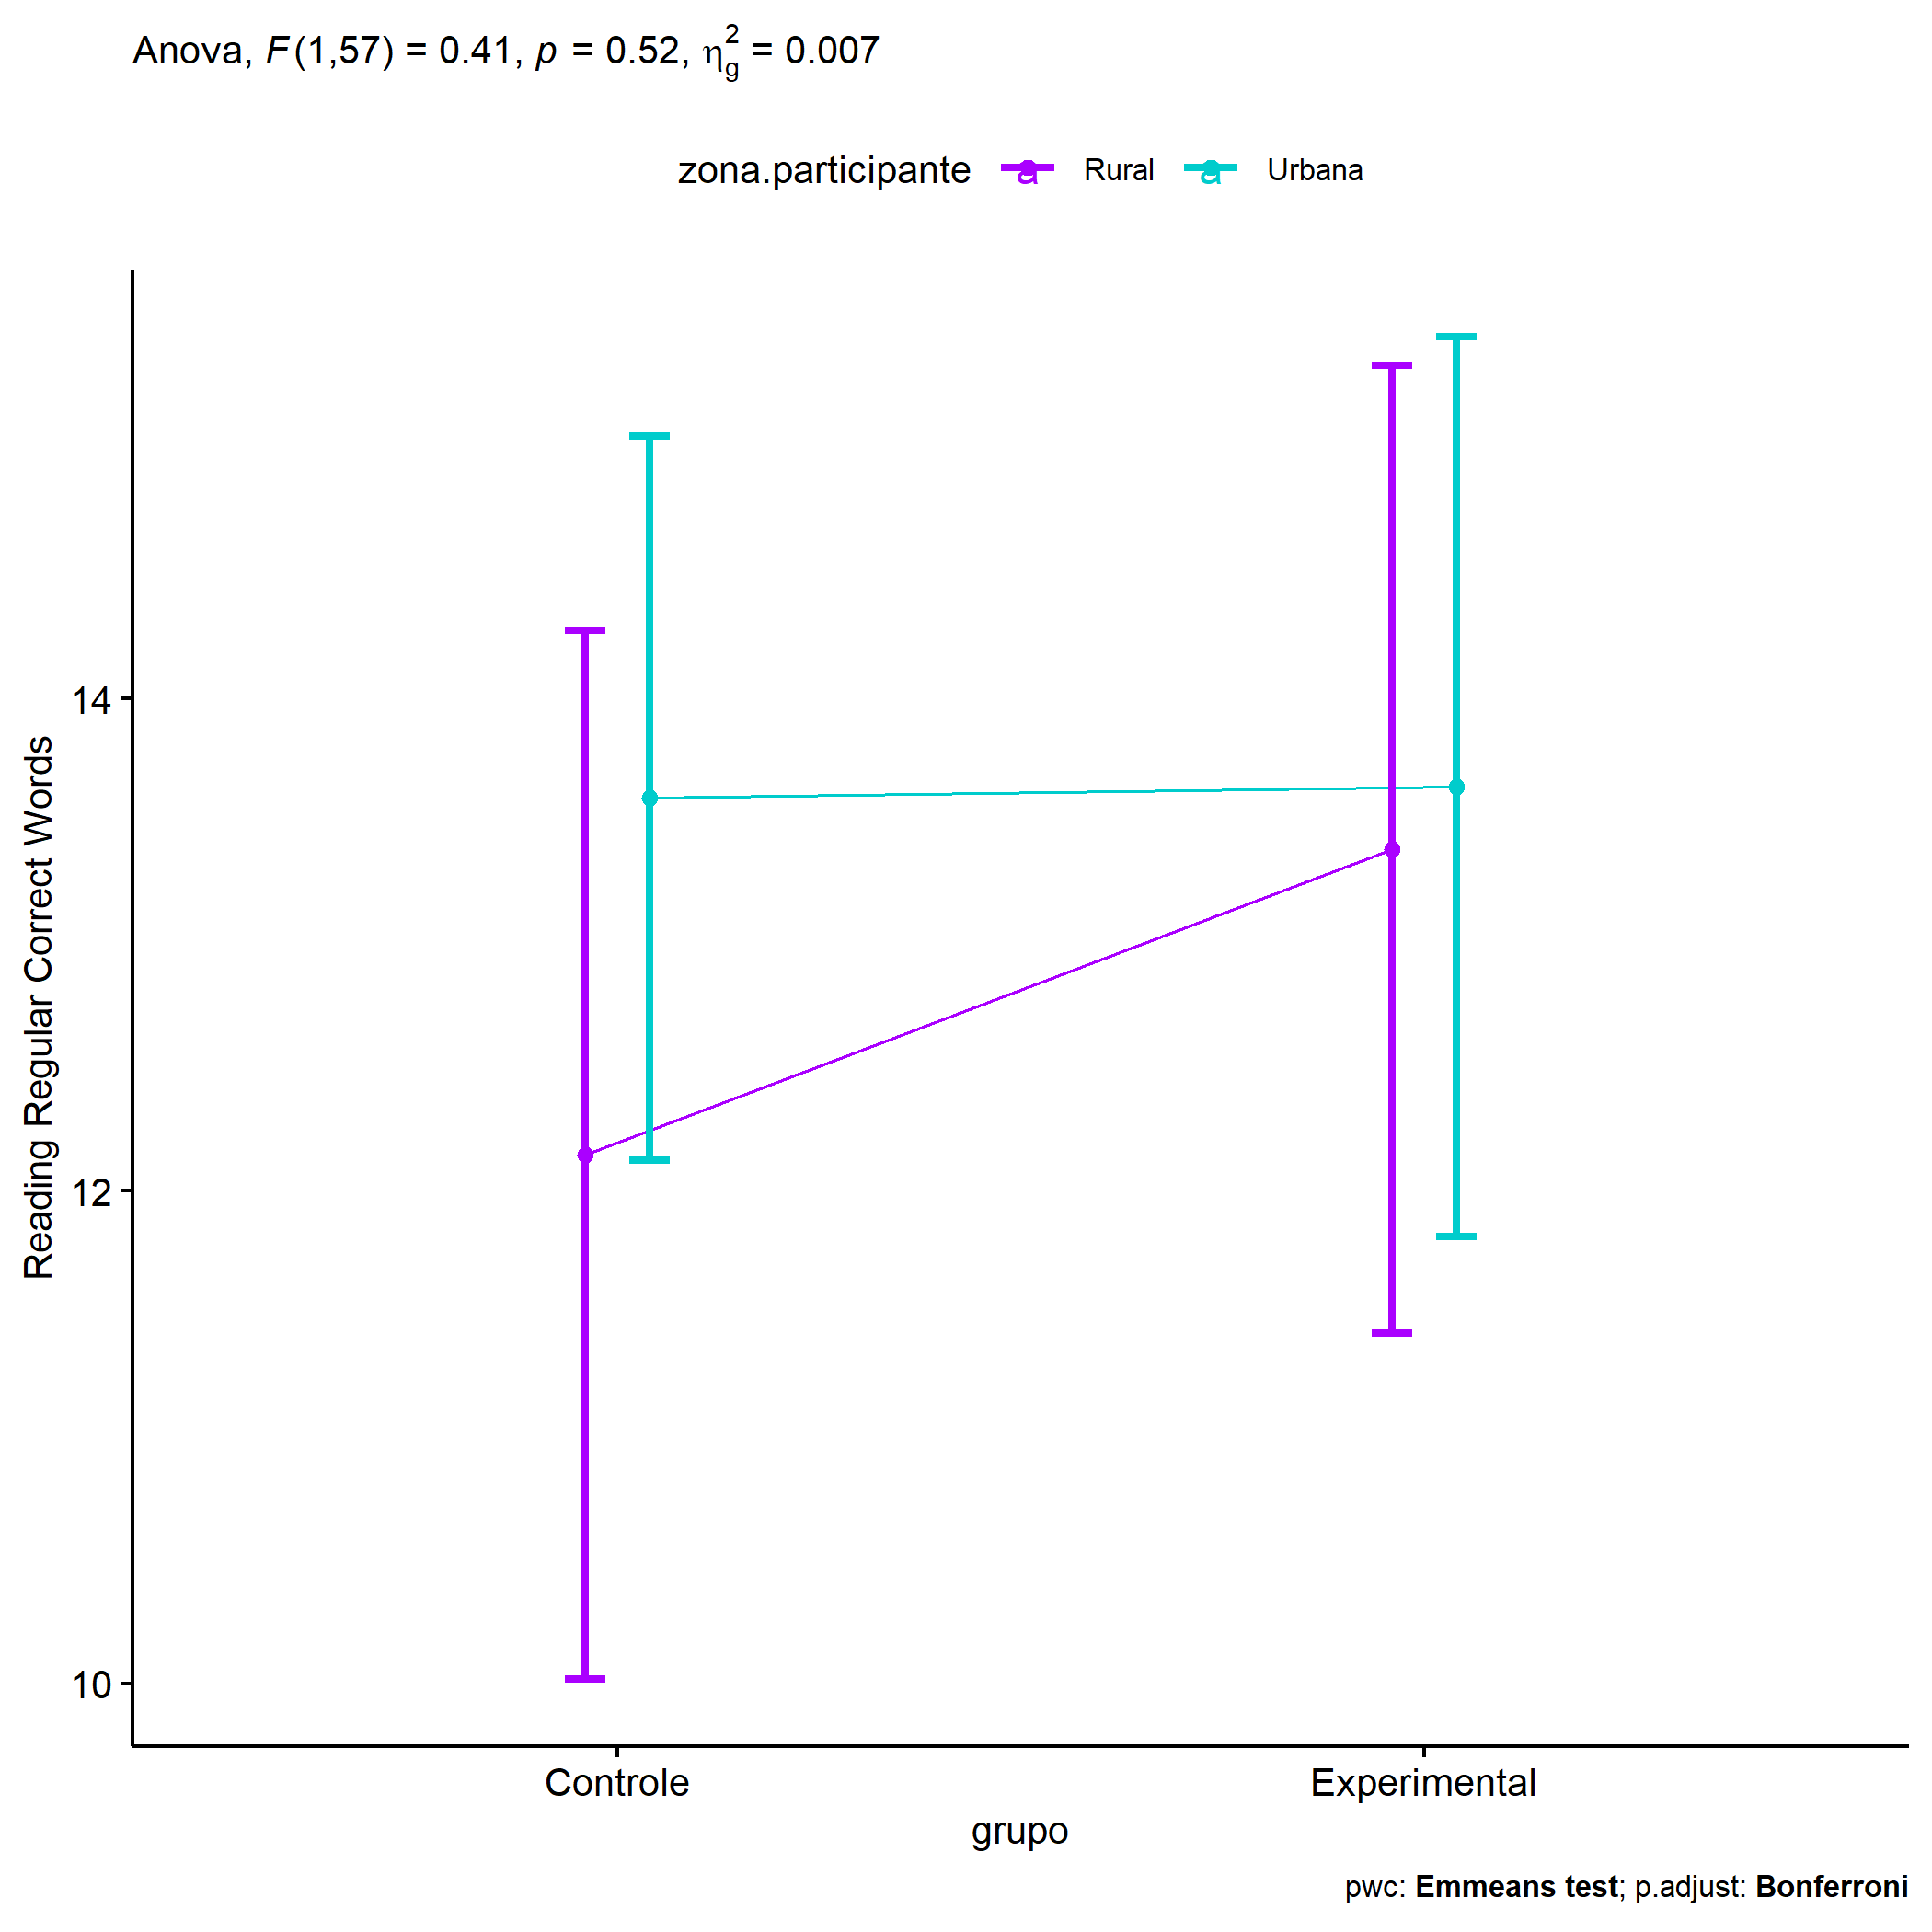 Anova, F(1,57) = 0.41, p = 0.52, η²g = 0.007
zona.participante a Rural a Urbana
Reading Regular Correct Words
14
12
10
Controle Experimental
grupo
pwc: Emmeans test; p.adjust: Bonferroni